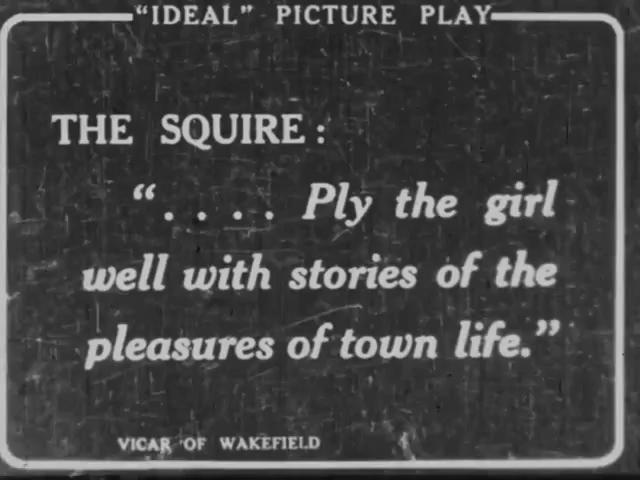 "IDEAL" PICTURE PLAY
THE SQUIRE:
".... Ply the girl
well with stories of the
pleasures of town life."
VICAR OF WAKEFIELD